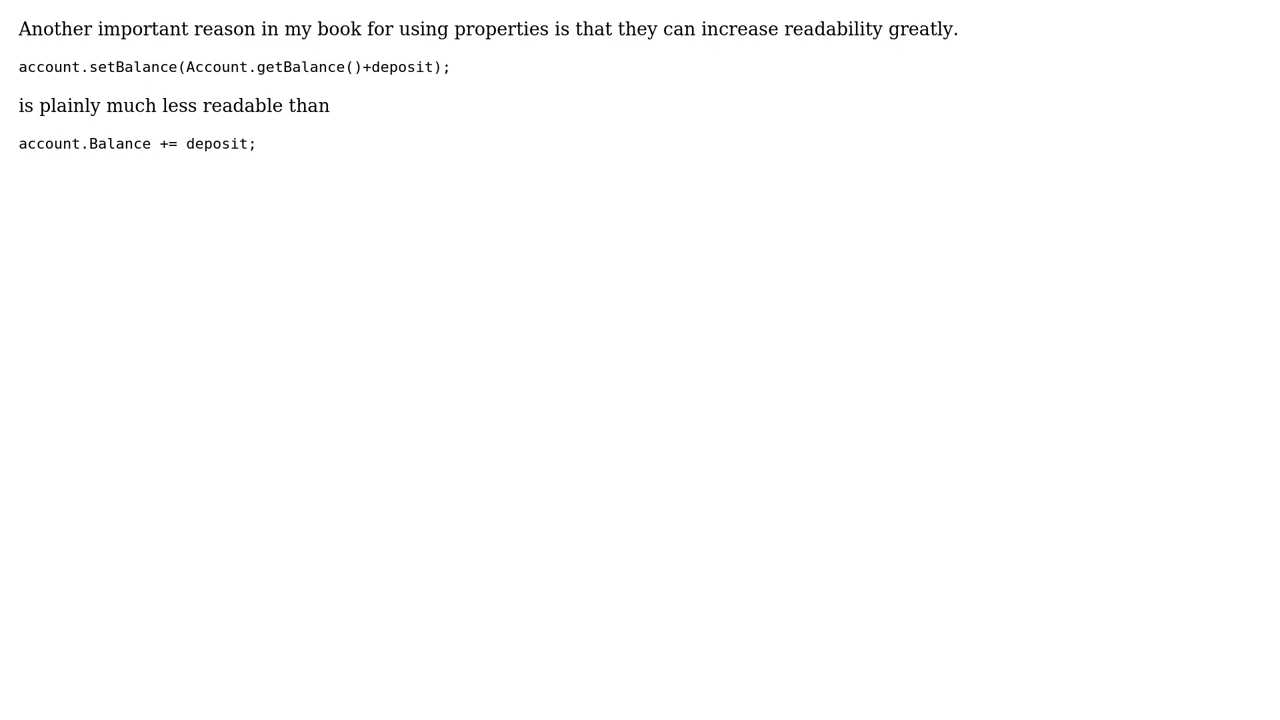 Another important reason in my book for using properties is that they can increase readability greatly.
account.setBalance(Account.getBalance()+deposit);
is plainly much less readable than
account.Balance += deposit;